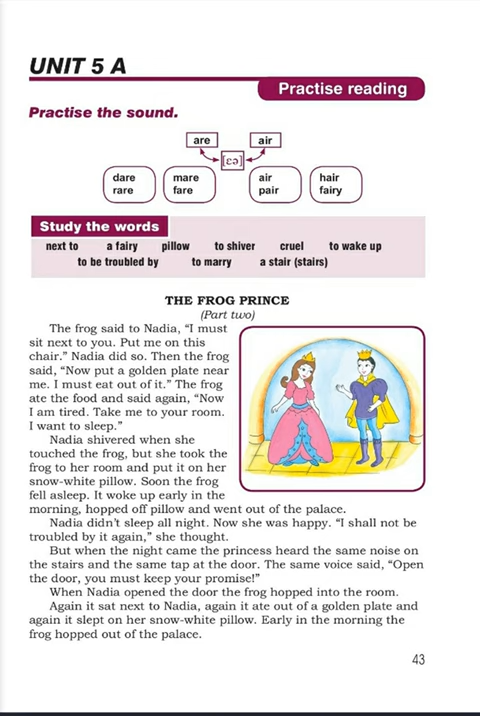 UNIT 5 A
Practise reading
Practise the sound.
are air
[εə]
dare mare air hair
rare fare pair fairy
Study the words
next to a fairy pillow to shiver cruel to wake up
to be troubled by to marry a stair (stairs)
THE FROG PRINCE
(Part two)
The frog said to Nadia, “I must
sit next to you. Put me on this
chair.” Nadia did so. Then the frog
said, “Now put a golden plate near
me. I must eat out of it.” The frog
ate the food and said again, “Now
I am tired. Take me to your room.
I want to sleep.”
Nadia shivered when she
touched the frog, but she took the
frog to her room and put it on her
snow-white pillow. Soon the frog
fell asleep. It woke up early in the
morning, hopped off pillow and went out of the palace.
Nadia didn’t sleep all night. Now she was happy. “I shall not be
troubled by it again,” she thought.
But when the night came the princess heard the same noise on
the stairs and the same tap at the door. The same voice said, “Open
the door, you must keep your promise!”
When Nadia opened the door the frog hopped into the room.
Again it sat next to Nadia, again it ate out of a golden plate and
again it slept on her snow-white pillow. Early in the morning the
frog hopped out of the palace.
43